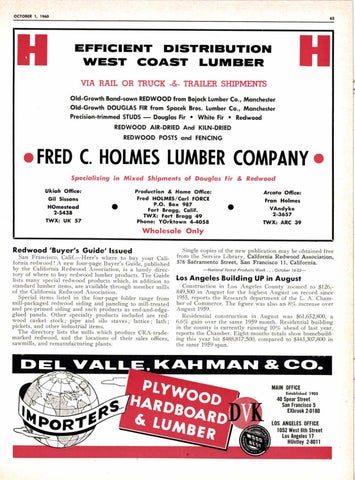 OCTOBER 1, 1960
63
H
EFFICIENT DISTRIBUTION
WEST COAST LUMBER
H
VIA RAIL OR TRUCK -&- TRAILER SHIPMENTS
Old-Growth Band-sawn REDWOOD from Bojock Lumber Co., Manchester
Old-Growth DOUGLAS FIR from Spacek Bros. Lumber Co., Manchester
Precision-trimmed STUDS — Douglas Fir • White Fir • Redwood
REDWOOD AIR-DRIED And KILN-DRIED
REDWOOD POSTS and FENCING
• FRED C. HOLMES LUMBER COMPANY •
Specializing in Mixed Shipments of Douglas Fir & Redwood
Ukiah Office:
Gil Sissons
HOmestead
2-5438
TWX: UK 57
Production & Home Office:
Fred HOLMES/Carl FORCE
P.O. Box 987
Fort Bragg, Calif.
TWX: Fort Bragg 49
Phone: YOrktown 4-4058
Wholesale Only
Arcata Office:
Fran Holmes
VAndyke
2-3657
TWX: ARC 39
Redwood 'Buyer's Guide' Issued
San Francisco, Calif.—Here's where to buy your Cali-
fornia redwood! A new four-page Buyer's Guide, published
by the California Redwood Association, is a handy direc-
tory of where to buy redwood lumber products. The Guide
lists many special redwood products which, in addition to
standard lumber items, are available through member mills
of the California Redwood Association.
Special items listed in the four-page folder range from
mill-packaged redwood siding and paneling to mitered
and pre-primed siding and such products as end-and-edge-
glued panels. Other specialty products included are red-
wood casket stock; pipe and silo staves; lattice; lath;
pickets, and other industrial items.
The directory lists the mills which produce CRA trade-
marked redwood, and the locations of their sales offices,
sawmills, and remanufacturing plants.
Single copies of the new publication may be obtained free
from the Service Library, California Redwood Association,
576 Sacramento Street, San Francisco 11, California.
—National Forest Products Week . . . October 16-22—
Los Angeles Building UP in August
Construction in Los Angeles County zoomed to $120,-
649,500 in August for the highest August on record since
1955, reports the Research department of the L. A. Cham-
ber of Commerce. The figure was an 8% increase over
August 1959.
Residential construction in August was $61,652,800, a
6.6% gain over the same 1959 month. Residential building
in the county is currently running 10% ahead of last year,
reports the Chamber. Eight months totals show homebuild-
ing this year hit $488,817,500, compared to $443,307,800 in
the same 1959 span.
DEL VALLE, KAHMAN & CO.
IMPORTERS
PLYWOOD
HARDBOARD
& LUMBER
DVK
MAIN OFFICE
Established 1905
40 Spear Street
San Francisco 5
EXbrook 2-0180
LOS ANGELES OFFICE
1052 West 6th Street
Los Angeles 17
HUntley 2-8011